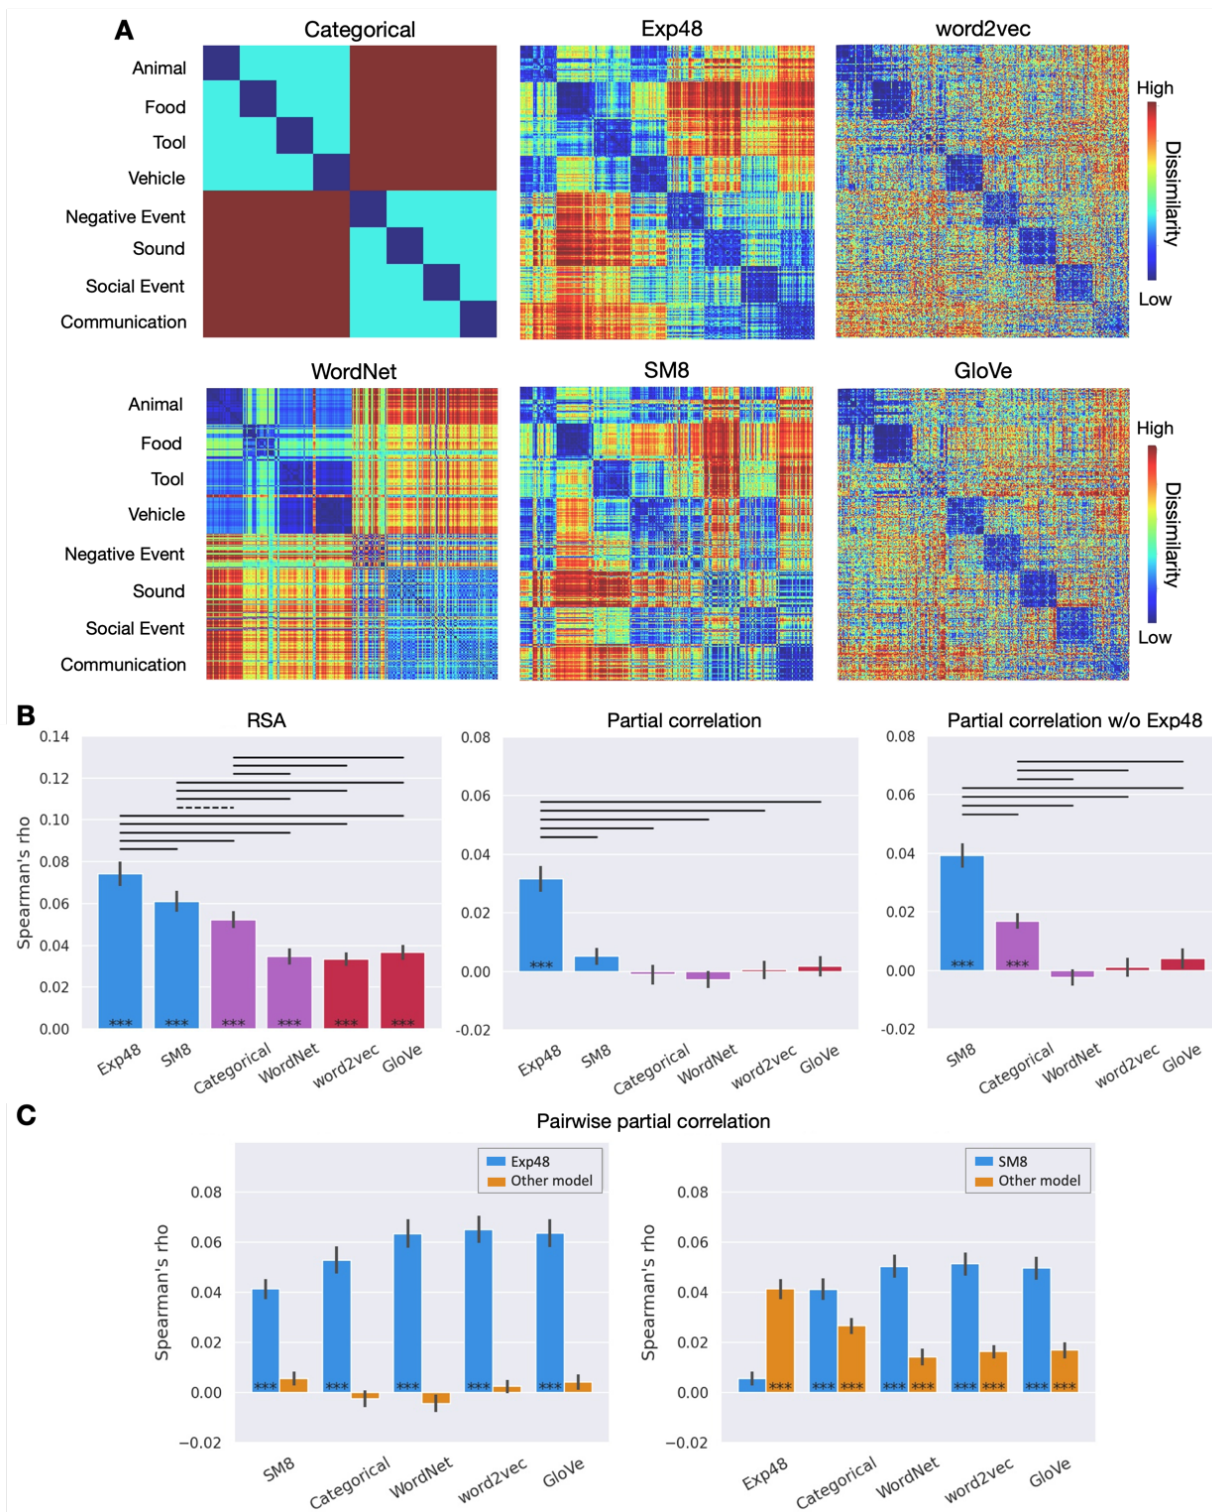 A
Categorical
Exp48
word2vec
Animal
Food
Tool
Vehicle
Negative Event
Sound
Social Event
Communication
High
Dissimilarity
Low
WordNet
SM8
GloVe
Animal
Food
Tool
Vehicle
Negative Event
Sound
Social Event
Communication
High
Dissimilarity
Low
B
RSA
Partial correlation
Partial correlation w/o Exp48
Spearman's rho
0.14
0.12
0.10
0.08
0.06
0.04
0.02
0.00
*** *** *** *** *** ***
Exp48 SM8 Categorical WordNet word2vec GloVe
0.08
0.06
0.04
0.02
0.00
-0.02
***
Exp48 SM8 Categorical WordNet word2vec GloVe
0.08
0.06
0.04
0.02
0.00
-0.02
*** ***
SM8 Categorical WordNet word2vec GloVe
C
Pairwise partial correlation
Exp48
Other model
Spearman's rho
0.08
0.06
0.04
0.02
0.00
−0.02
*** *** *** *** ***
SM8 Categorical WordNet word2vec GloVe
SM8
Other model
Spearman's rho
0.08
0.06
0.04
0.02
0.00
−0.02
*** *** *** *** *** *** *** *** ***
Exp48 Categorical WordNet word2vec GloVe